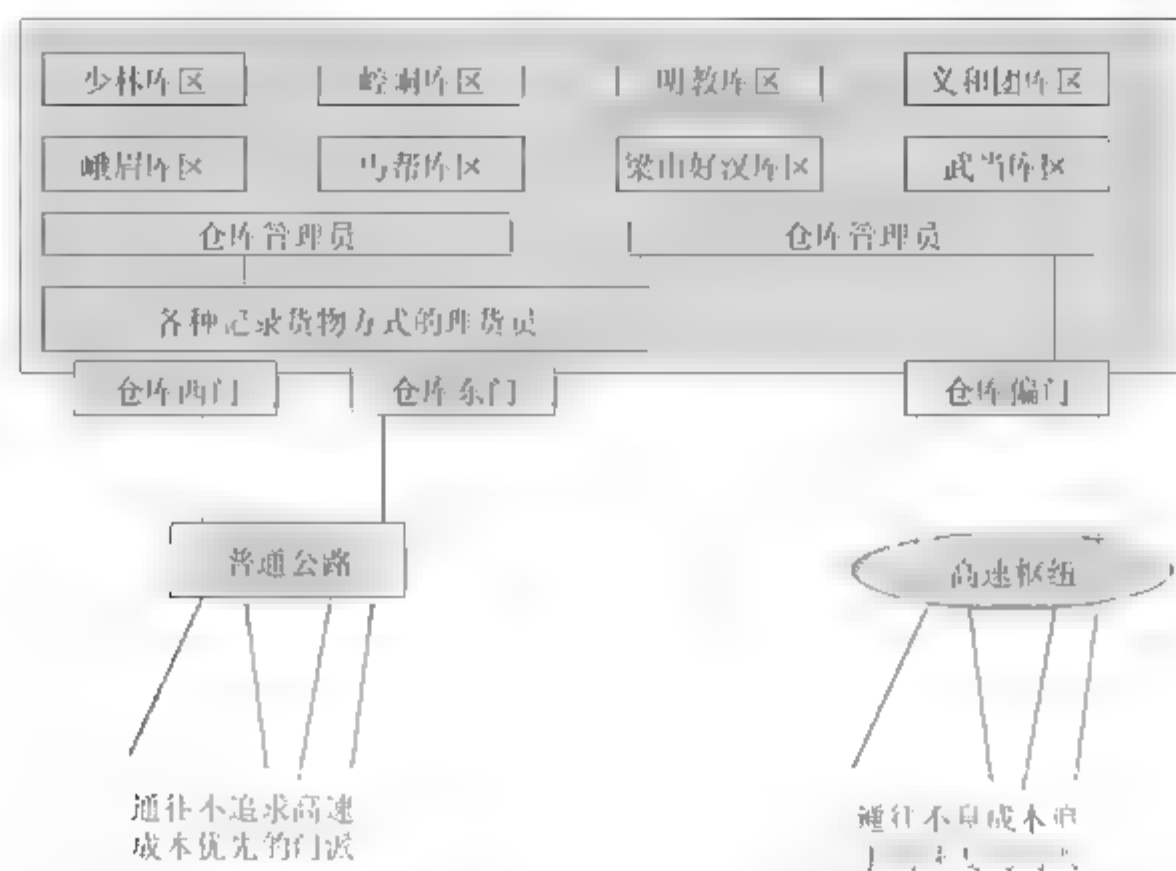 少林库区 崆峒库区 明教库区 义和团库区
峨眉库区 马帮库区 梁山好汉库区 武当库区
仓库管理员 仓库管理员
各种记录货物方式的理货员
仓库西门 仓库东门 仓库偏门
普通公路 高速枢纽
通往不追求高速
成本优先的门派
通往不惜成本追